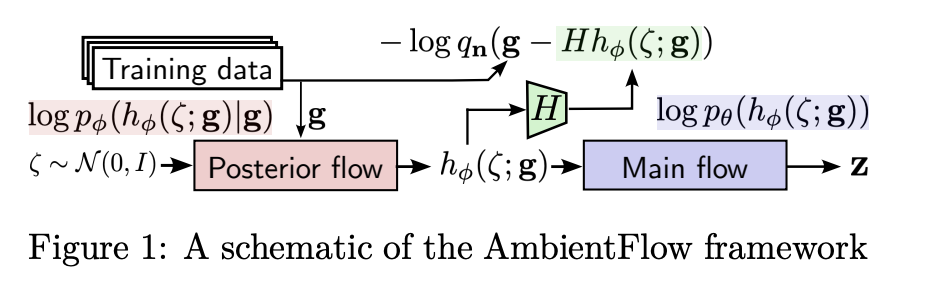 − log qₙ(g − Hh_ϕ(ζ; g))
Training data
log p_ϕ(h_ϕ(ζ; g)|g)
g
H
log p_θ(h_ϕ(ζ; g))
ζ ∼ 𝒩(0, I)
Posterior flow
h_ϕ(ζ; g)
Main flow
z
Figure 1: A schematic of the AmbientFlow framework